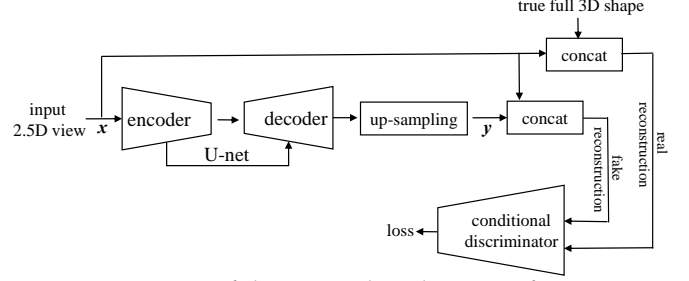 true full 3D shape
concat
input
2.5D view
x
encoder
decoder
up-sampling
y
concat
U-net
fake
reconstruction
real
reconstruction
conditional
discriminator
loss